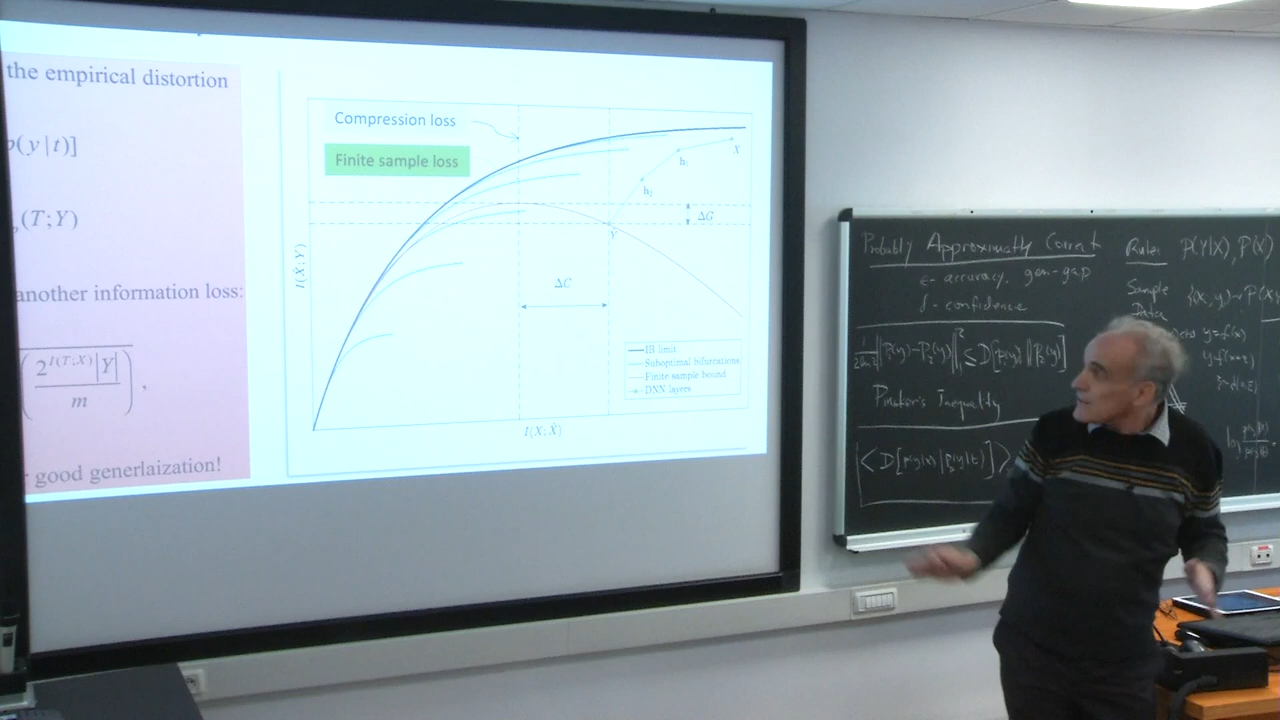 the empirical distortion
p(y|t)]
(T;Y)
another information loss:
2^{I(T;X)}|Y|
m
,
good generlaization!
Compression loss
Finite sample loss
X
h₁
h₂
ΔG
Y
I(X̂;Y)
ΔC
IB limit
Suboptimal bifurcations
Finite sample bound
DNN layers
I(X;X̂)
Probably Approximatly Correct
ε- accuracy, gen-gap
δ- confidence
Pinsker's Inequality
Rule: P(Y|X), P(X)
Sample
Data
y=f(x)